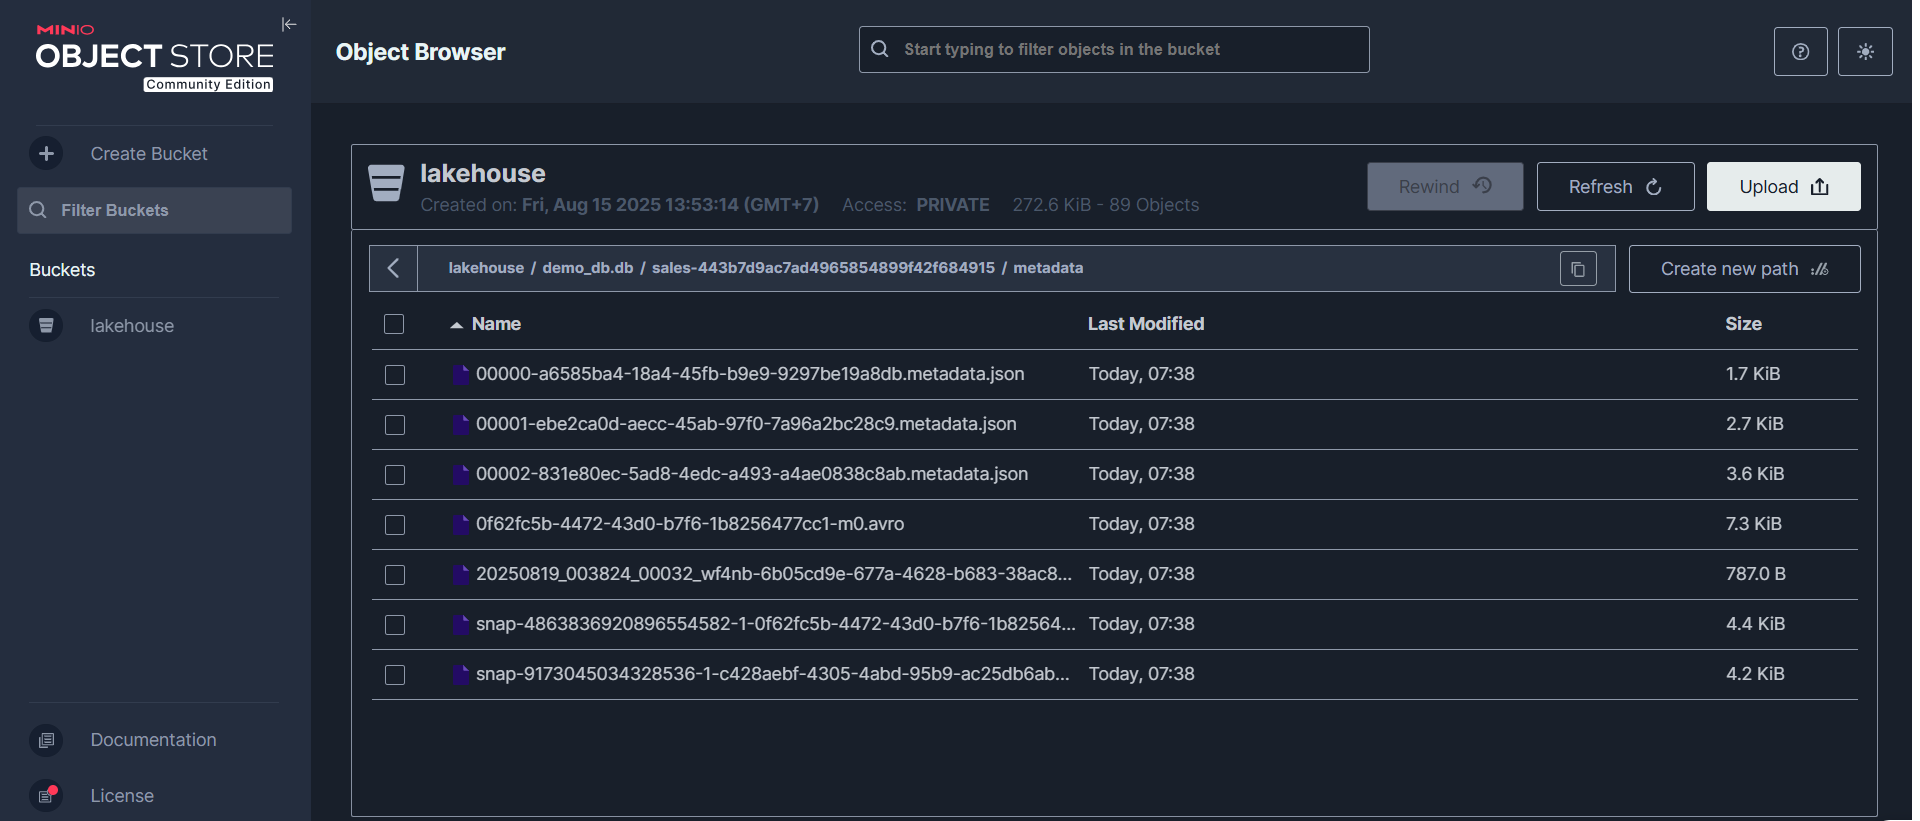 MINIO
OBJECT STORE
Community Edition
Create Bucket
Filter Buckets
Buckets
lakehouse
Documentation
License
Object Browser
Start typing to filter objects in the bucket
lakehouse
Created on: Fri, Aug 15 2025 13:53:14 (GMT+7) Access: PRIVATE 272.6 KiB - 89 Objects
Rewind Refresh Upload
lakehouse / demo_db.db / sales-443b7d9ac7ad4965854899f42f684915 / metadata
Create new path
Name Last Modified Size
00000-a6585ba4-18a4-45fb-b9e9-9297be19a8db.metadata.json Today, 07:38 1.7 KiB
00001-ebe2ca0d-aecc-45ab-97f0-7a96a2bc28c9.metadata.json Today, 07:38 2.7 KiB
00002-831e80ec-5ad8-4edc-a493-a4ae0838c8ab.metadata.json Today, 07:38 3.6 KiB
0f62fc5b-4472-43d0-b7f6-1b8256477cc1-m0.avro Today, 07:38 7.3 KiB
20250819_003824_00032_wf4nb-6b05cd9e-677a-4628-b683-38ac8... Today, 07:38 787.0 B
snap-4863836920896554582-1-0f62fc5b-4472-43d0-b7f6-1b82564... Today, 07:38 4.4 KiB
snap-9173045034328536-1-c428aebf-4305-4abd-95b9-ac25db6ab... Today, 07:38 4.2 KiB